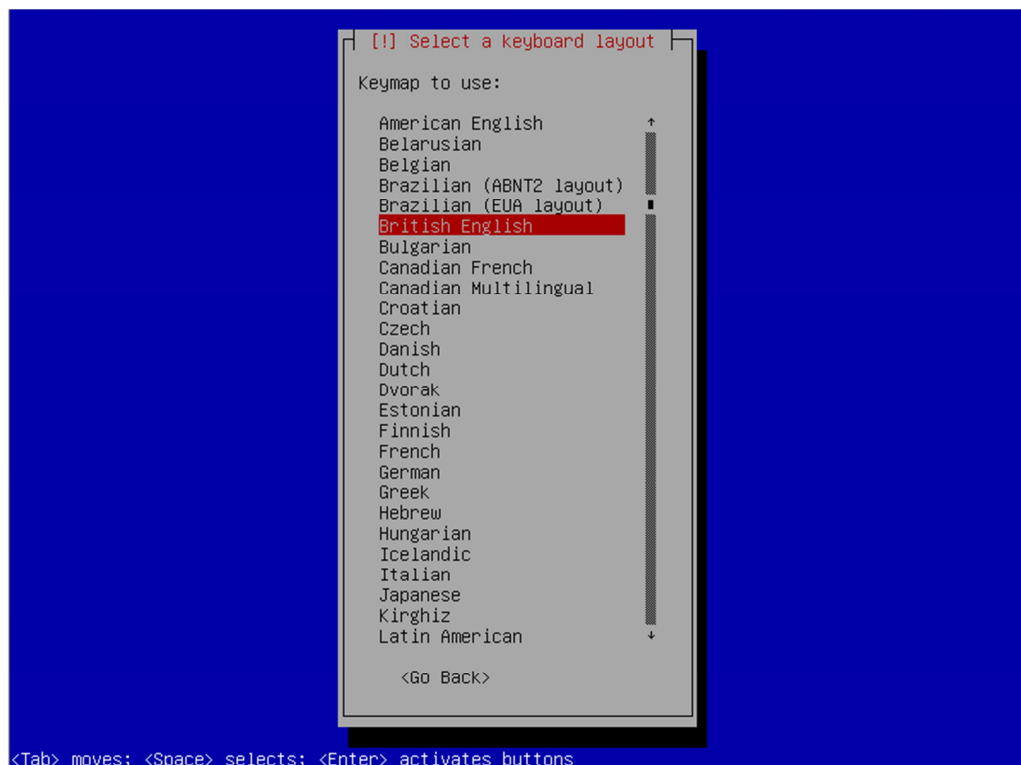 [!] Select a keyboard layout
Keymap to use:
American English
Belarusian
Belgian
Brazilian (ABNT2 layout)
Brazilian (EUA layout)
British English
Bulgarian
Canadian French
Canadian Multilingual
Croatian
Czech
Danish
Dutch
Dvorak
Estonian
Finnish
French
German
Greek
Hebrew
Hungarian
Icelandic
Italian
Japanese
Kirghiz
Latin American
<Go Back>
<Tab> moves; <Space> selects; <Enter> activates buttons